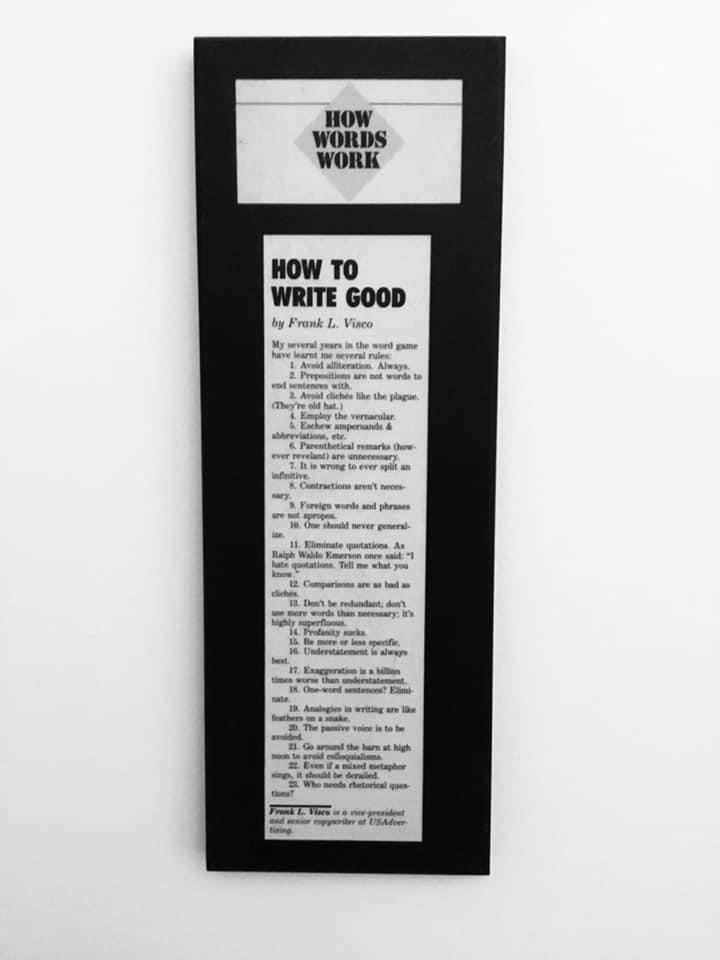 HOW
WORDS
WORK
HOW TO
WRITE GOOD
by Frank L. Visco
My several years in the word game
have learnt me several rules:
1. Avoid alliteration. Always.
2. Prepositions are not words to
end sentences with.
3. Avoid clichés like the plague.
(They're old hat.)
4. Employ the vernacular.
5. Eschew ampersands &
abbreviations, etc.
6. Parenthetical remarks (how-
ever revelant) are unnecessary.
7. It is wrong to ever split an
infinitive.
8. Contractions aren't neces-
sary.
9. Foreign words and phrases
are not apropos.
10. One should never general-
ize.
11. Eliminate quotations. As
Ralph Waldo Emerson once said: "I
hate quotations. Tell me what you
know."
12. Comparisons are as bad as
clichés.
13. Don't be redundant; don't
use more words than necessary; it's
highly superfluous.
14. Profanity sucks.
15. Be more or less specific.
16. Understatement is always
best.
17. Exaggeration is a billion
times worse than understatement.
18. One-word sentences? Elimi-
nate.
19. Analogies in writing are like
feathers on a snake.
20. The passive voice is to be
avoided.
21. Go around the barn at high
noon to avoid colloquialisms.
22. Even if a mixed metaphor
sings, it should be derailed.
23. Who needs rhetorical ques-
tions?
Frank L. Visco is a vice-president
and senior copywriter at USAdver-
tising.